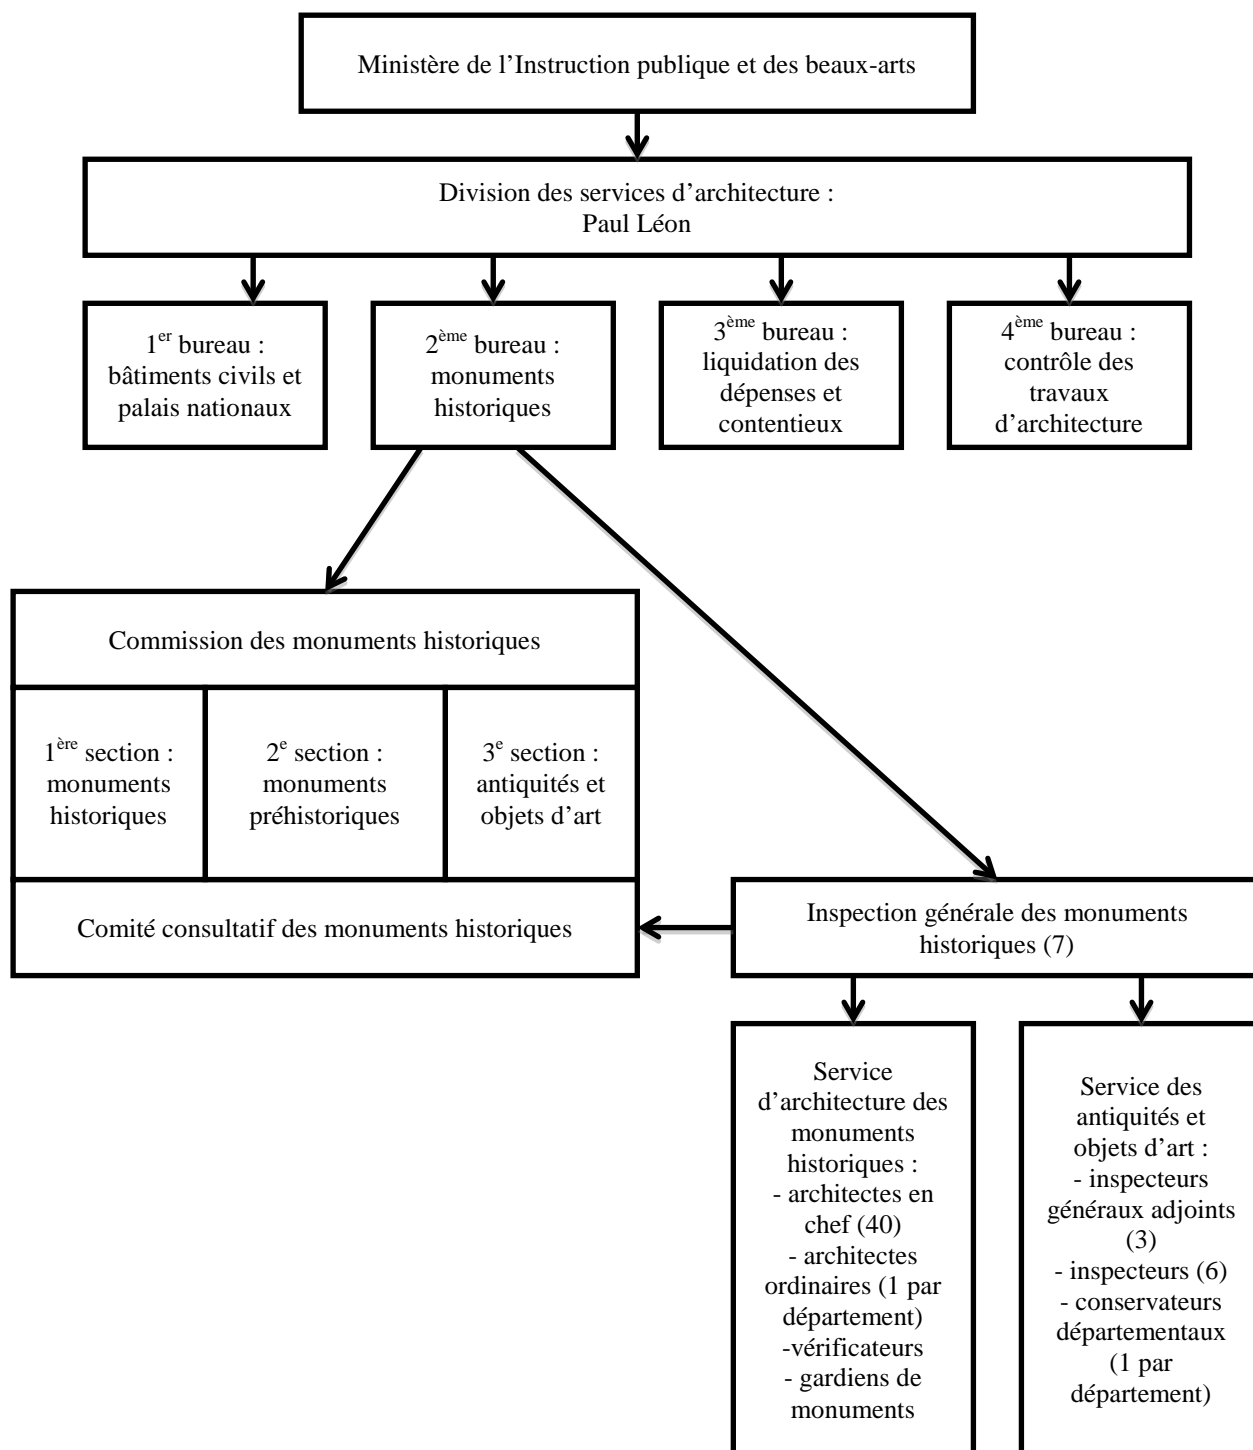 Ministère de l’Instruction publique et des beaux-arts
Division des services d’architecture :
Paul Léon
1er bureau :
bâtiments civils et
palais nationaux
2ème bureau :
monuments
historiques
3ème bureau :
liquidation des
dépenses et
contentieux
4ème bureau :
contrôle des
travaux
d’architecture
Commission des monuments historiques
1ère section :
monuments
historiques
2e section :
monuments
préhistoriques
3e section :
antiquités et
objets d’art
Comité consultatif des monuments historiques
Inspection générale des monuments
historiques (7)
Service
d’architecture des
monuments
historiques :
- architectes en
chef (40)
- architectes
ordinaires (1 par
département)
-vérificateurs
- gardiens de
monuments
Service des
antiquités et
objets d’art :
- inspecteurs
généraux adjoints
(3)
- inspecteurs (6)
- conservateurs
départementaux
(1 par
département)